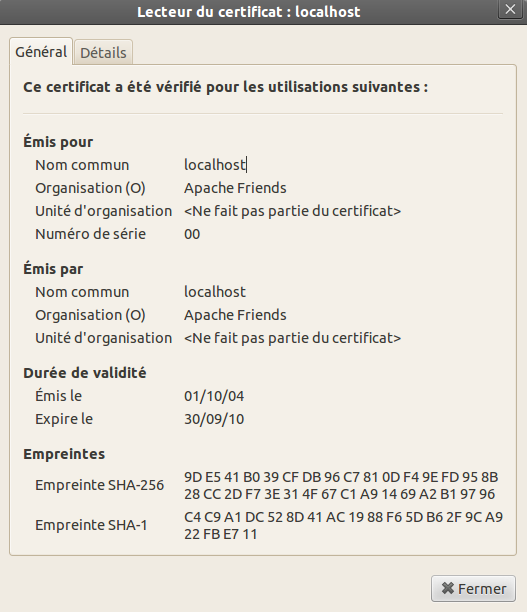 Lecteur du certificat : localhost
Général Détails
Ce certificat a été vérifié pour les utilisations suivantes :
Émis pour
Nom commun localhost
Organisation (O) Apache Friends
Unité d'organisation <Ne fait pas partie du certificat>
Numéro de série 00
Émis par
Nom commun localhost
Organisation (O) Apache Friends
Unité d'organisation <Ne fait pas partie du certificat>
Durée de validité
Émis le 01/10/04
Expire le 30/09/10
Empreintes
Empreinte SHA-256 9D E5 41 B0 39 CF DB 96 C7 81 0D F4 9E FD 95 8B
28 CC 2D F7 3E 31 4F 67 C1 A9 14 69 A2 B1 97 96
Empreinte SHA-1 C4 C9 A1 DC 52 8D 41 AC 19 88 F6 5D B6 2F 9C A9
22 FB E7 11
Fermer